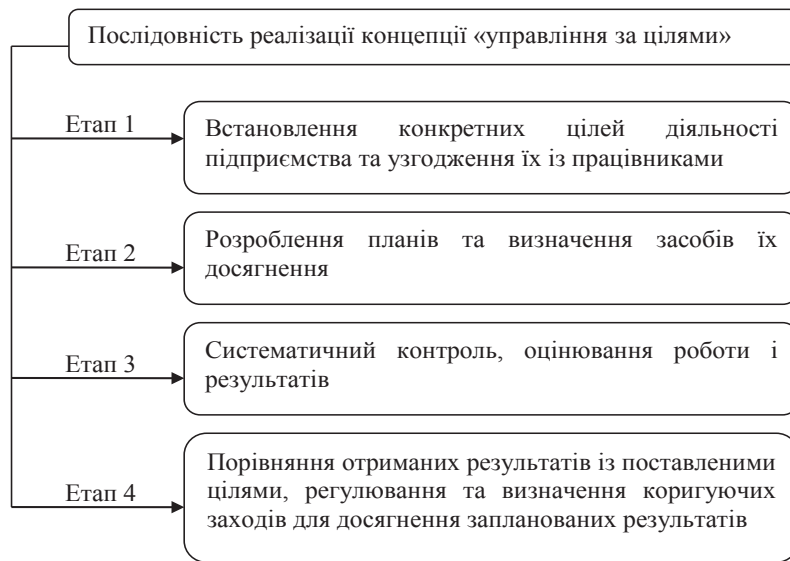 Послідовність реалізації концепції «управління за цілями»
Етап 1
Встановлення конкретних цілей діяльності
підприємства та узгодження їх із працівниками
Етап 2
Розроблення планів та визначення засобів їх
досягнення
Етап 3
Систематичний контроль, оцінювання роботи і
результатів
Етап 4
Порівняння отриманих результатів із поставленими
цілями, регулювання та визначення коригуючих
заходів для досягнення запланованих результатів